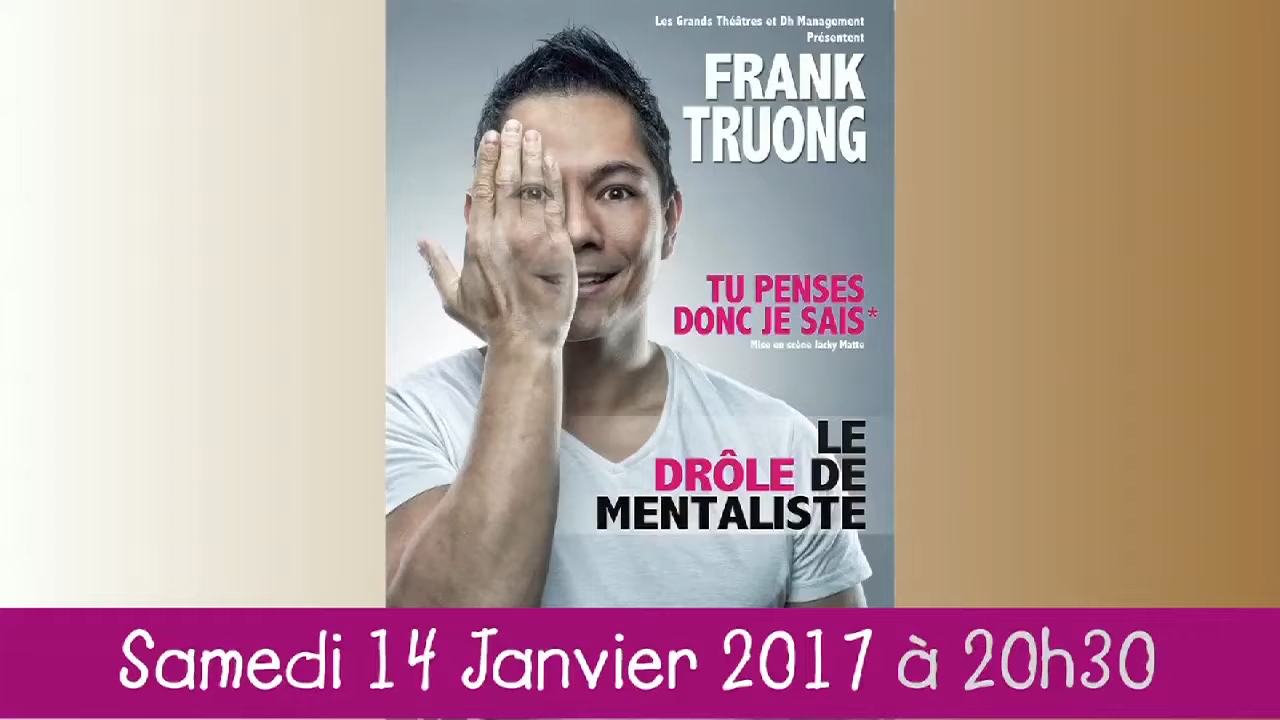 Les Grands Théâtres et Dh Management
Présentent
FRANK
TRUONG
TU PENSES
DONC JE SAIS*
Mise en scène Jacky Matte
LE
DRÔLE DE
MENTALISTE
Samedi 14 Janvier 2017 à 20h30